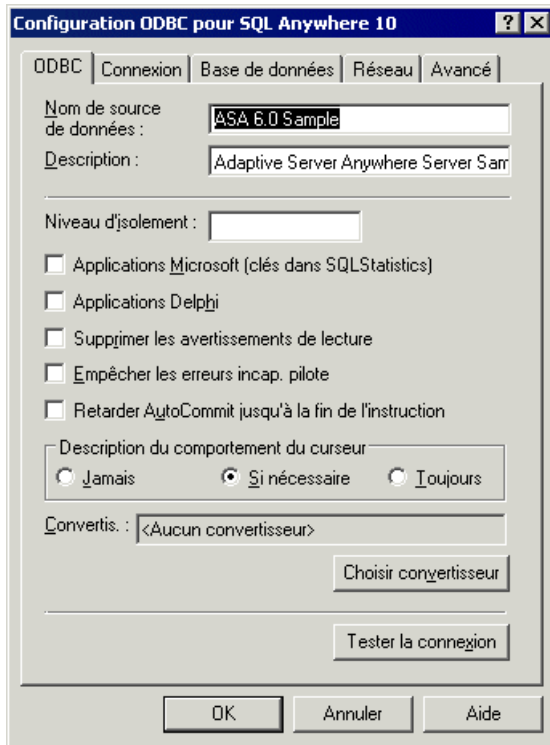 Configuration ODBC pour SQL Anywhere 10
ODBC Connexion Base de données Réseau Avancé
Nom de source
de données :
ASA 6.0 Sample
Description :
Adaptive Server Anywhere Server Sam
Niveau d'isolement :
Applications Microsoft (clés dans SQLStatistics)
Applications Delphi
Supprimer les avertissements de lecture
Empêcher les erreurs incap. pilote
Retarder AutoCommit jusqu'à la fin de l'instruction
Description du comportement du curseur
Jamais Si nécessaire Toujours
Convertis. : <Aucun convertisseur>
Choisir convertisseur
Tester la connexion
OK Annuler Aide